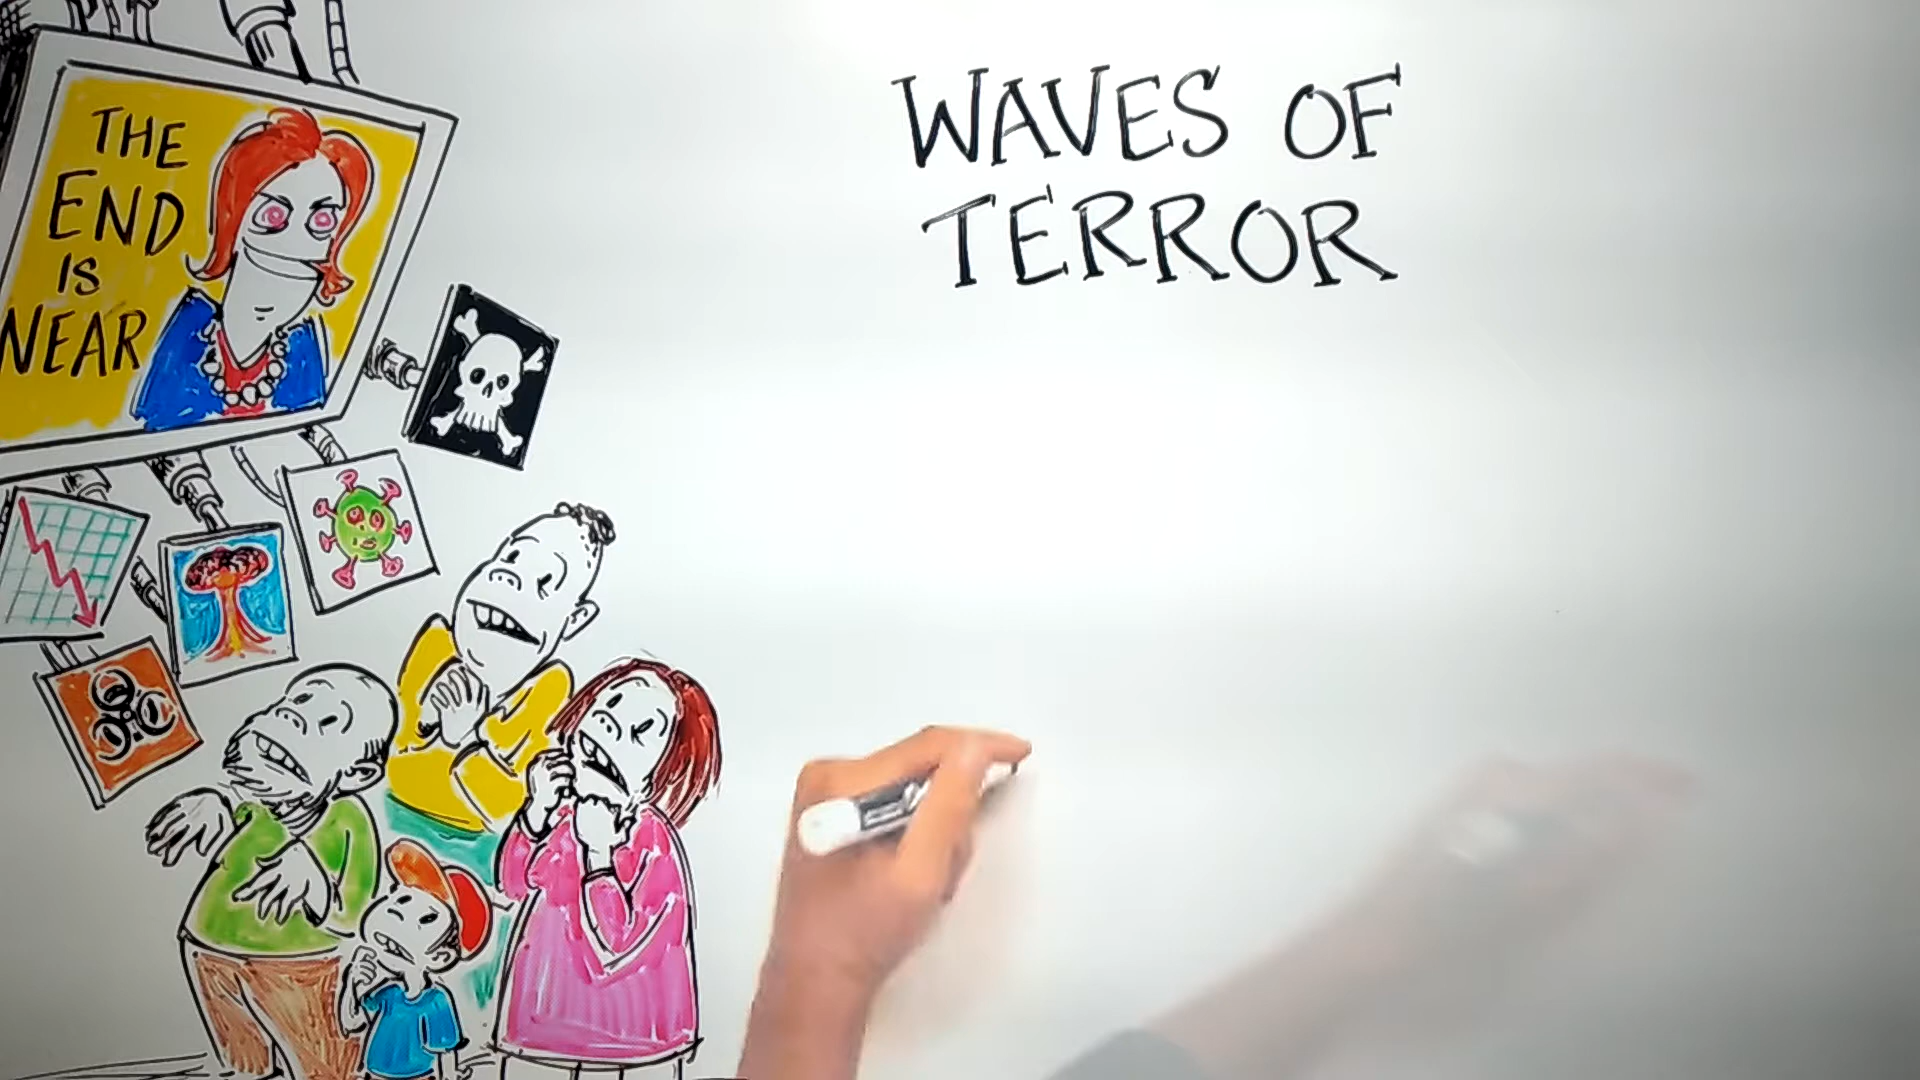 THE
END
IS
NEAR
WAVES OF
TERROR